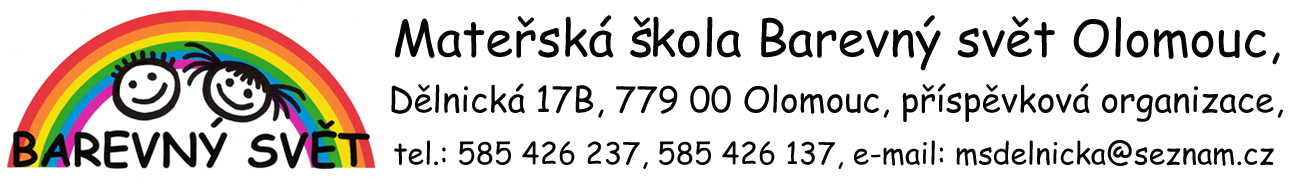 BAREVNÝ SVĚT
Mateřská škola Barevný svět Olomouc,
Dělnická 17B, 779 00 Olomouc, příspěvková organizace,
tel.: 585 426 237, 585 426 137, e-mail: msdelnicka@seznam.cz